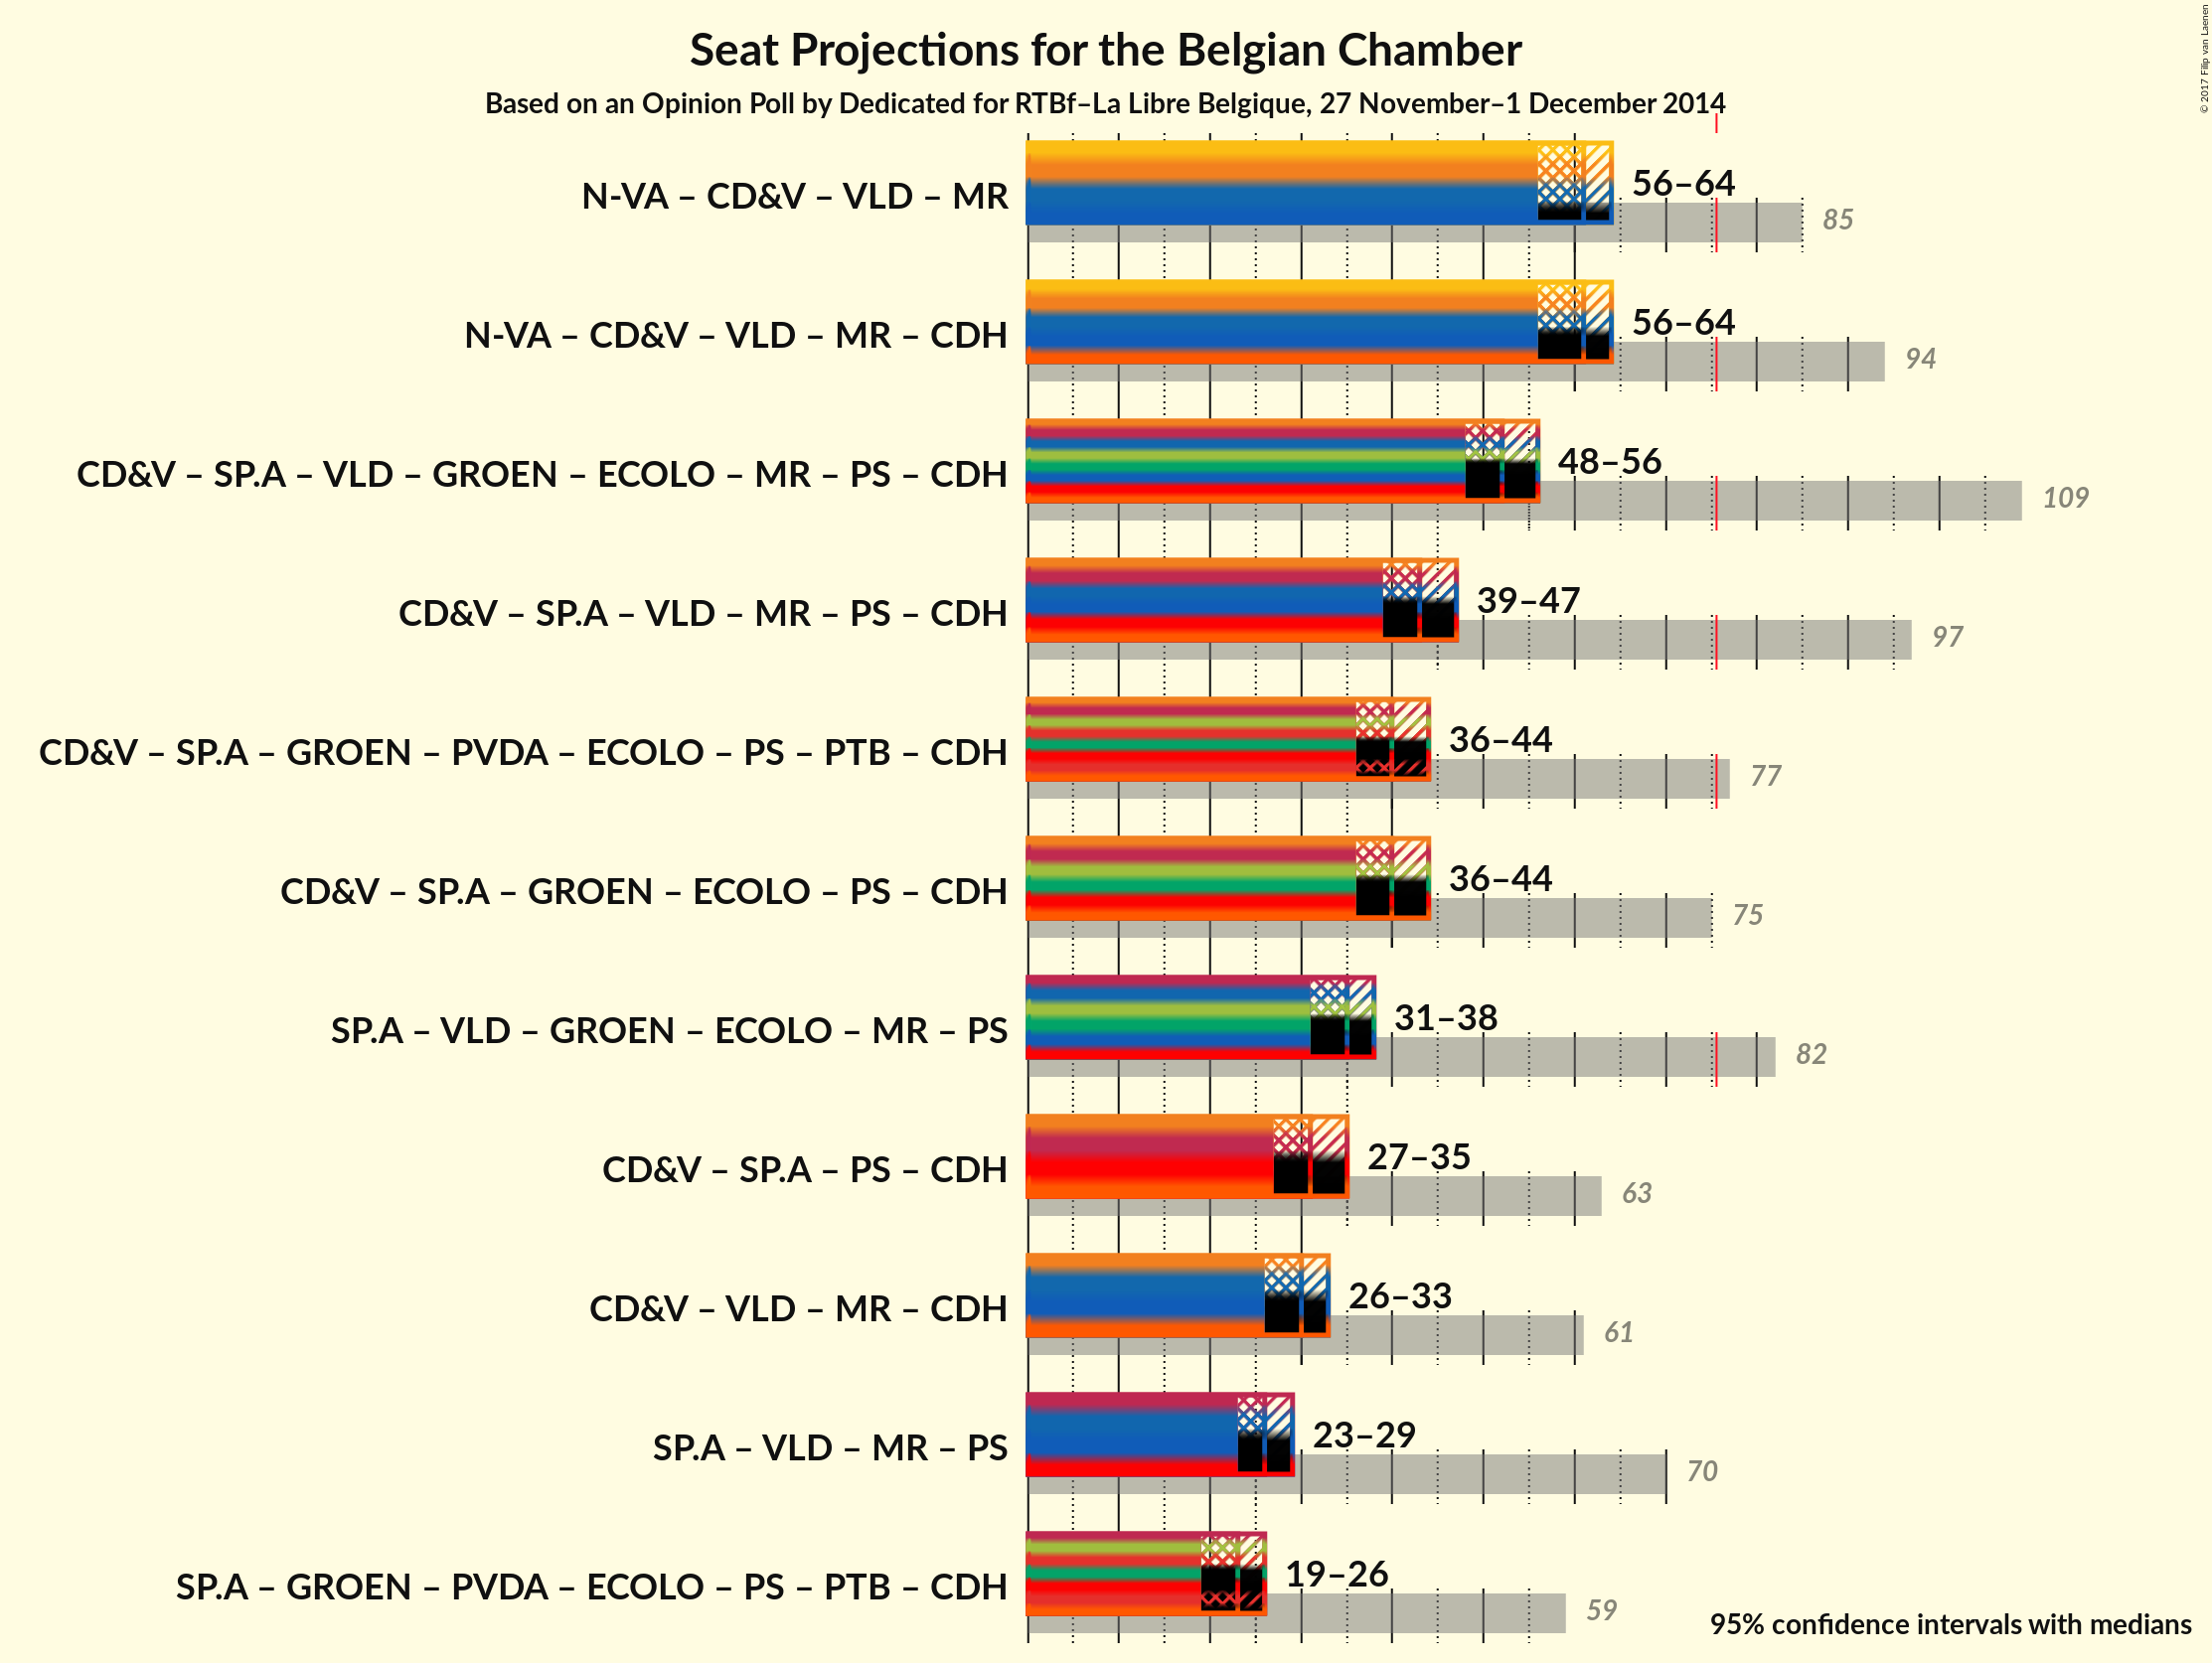 Seat Projections for the Belgian Chamber
Based on an Opinion Poll by Dedicated for RTBf–La Libre Belgique, 27 November–1 December 2014
© 2017 Filip van Laenen
N-VA – CD&V – VLD – MR
56–64
85
N-VA – CD&V – VLD – MR – CDH
56–64
94
CD&V – SP.A – VLD – GROEN – ECOLO – MR – PS – CDH
48–56
109
CD&V – SP.A – VLD – MR – PS – CDH
39–47
97
CD&V – SP.A – GROEN – PVDA – ECOLO – PS – PTB – CDH
36–44
77
CD&V – SP.A – GROEN – ECOLO – PS – CDH
36–44
75
SP.A – VLD – GROEN – ECOLO – MR – PS
31–38
82
CD&V – SP.A – PS – CDH
27–35
63
CD&V – VLD – MR – CDH
26–33
61
SP.A – VLD – MR – PS
23–29
70
SP.A – GROEN – PVDA – ECOLO – PS – PTB – CDH
19–26
59
95% confidence intervals with medians